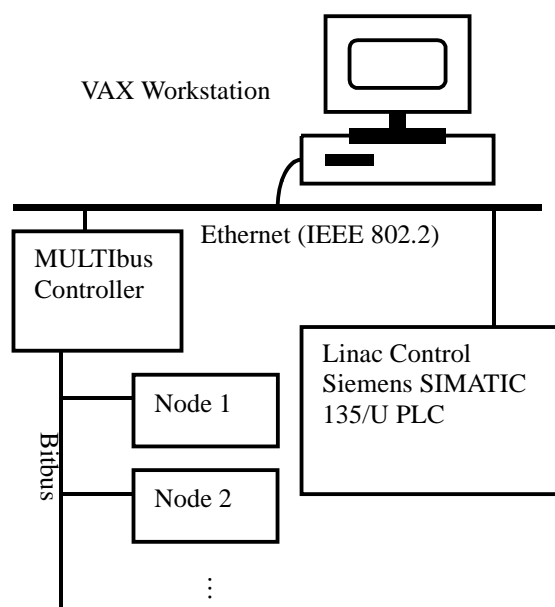 VAX Workstation
Ethernet (IEEE 802.2)
MULTIbus
Controller
Linac Control
Siemens SIMATIC
135/U PLC
Node 1
Bitbus
Node 2
⋮